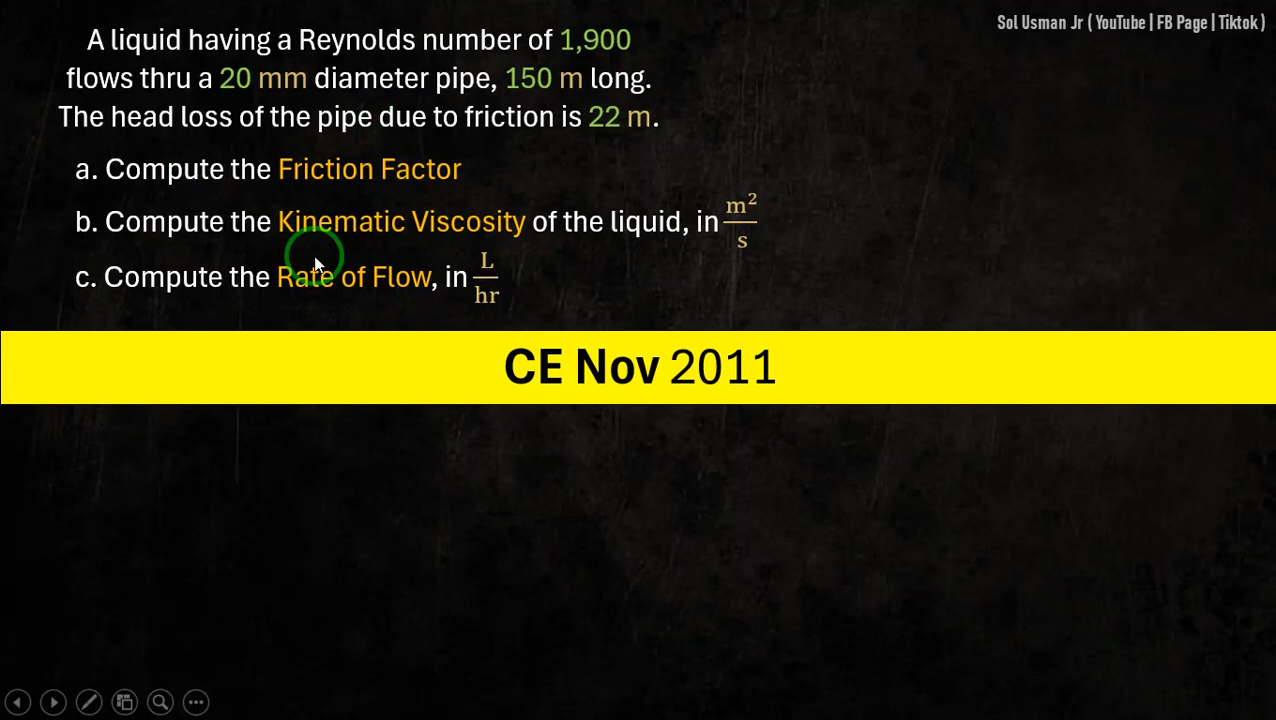 Sol Usman Jr ( YouTube | FB Page | Tiktok )
A liquid having a Reynolds number of 1,900
flows thru a 20 mm diameter pipe, 150 m long.
The head loss of the pipe due to friction is 22 m.
a. Compute the Friction Factor
b. Compute the Kinematic Viscosity of the liquid, in m²/s
c. Compute the Rate of Flow, in L/hr
CE Nov 2011